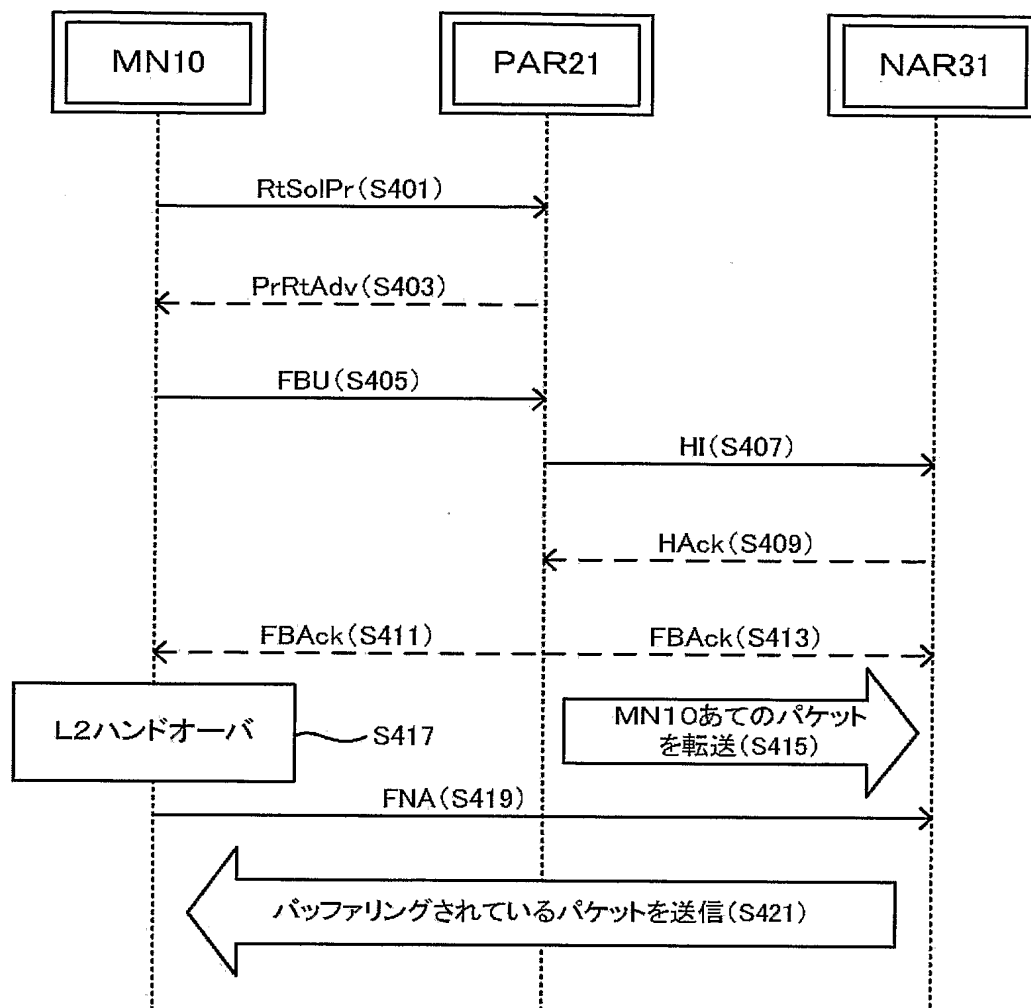 MN10
PAR21
NAR31
RtSolPr(S401)
PrRtAdv(S403)
FBU(S405)
HI(S407)
HAck(S409)
FBAck(S411)
FBAck(S413)
L2ハンドオーバ
S417
MN10あてのパケット
を転送(S415)
FNA(S419)
バッファリングされているパケットを送信(S421)